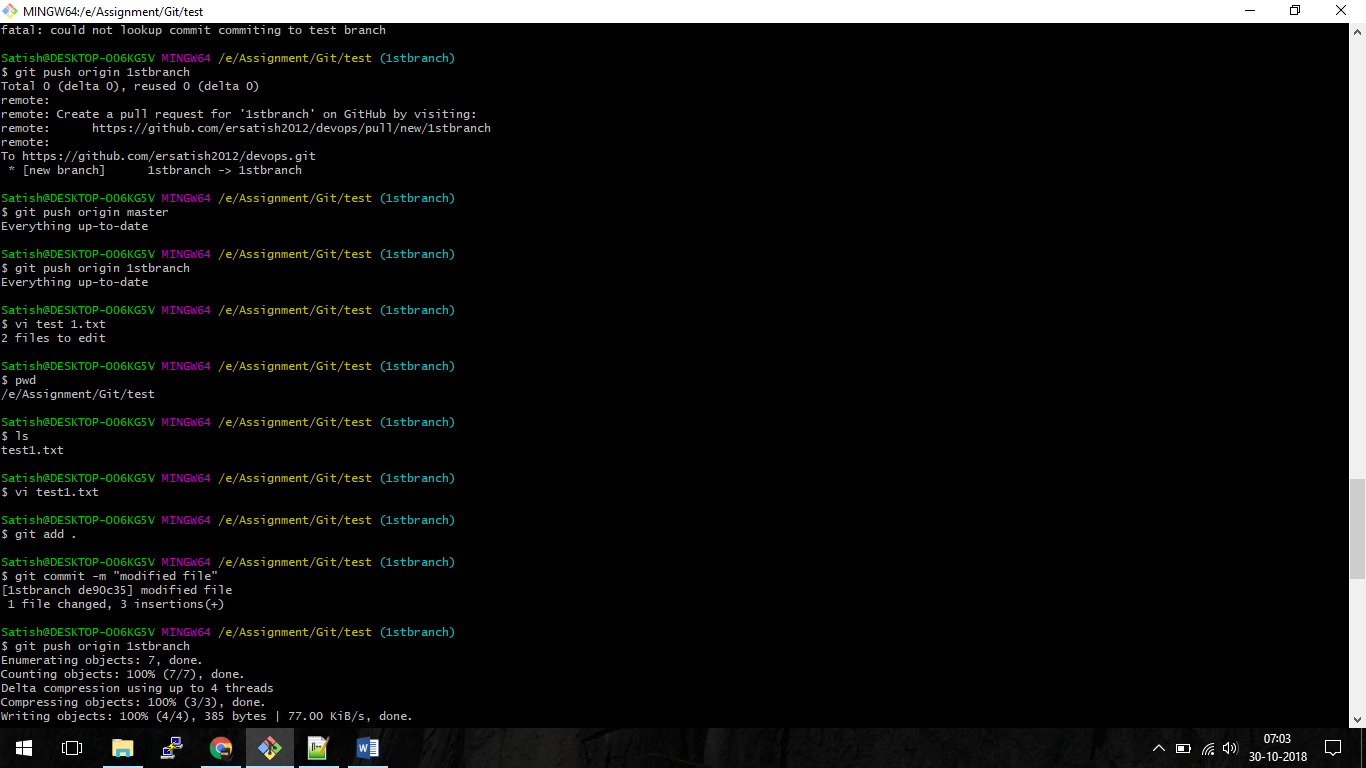 MINGW64:/e/Assignment/Git/test
fatal: could not lookup commit commiting to test branch
Satish@DESKTOP-OO6KG5V MINGW64 /e/Assignment/Git/test (1stbranch)
$ git push origin 1stbranch
Total 0 (delta 0), reused 0 (delta 0)
remote:
remote: Create a pull request for '1stbranch' on GitHub by visiting:
remote:      https://github.com/ersatish2012/devops/pull/new/1stbranch
remote:
To https://github.com/ersatish2012/devops.git
 * [new branch]      1stbranch -> 1stbranch
Satish@DESKTOP-OO6KG5V MINGW64 /e/Assignment/Git/test (1stbranch)
$ git push origin master
Everything up-to-date
Satish@DESKTOP-OO6KG5V MINGW64 /e/Assignment/Git/test (1stbranch)
$ git push origin 1stbranch
Everything up-to-date
Satish@DESKTOP-OO6KG5V MINGW64 /e/Assignment/Git/test (1stbranch)
$ vi test 1.txt
2 files to edit
Satish@DESKTOP-OO6KG5V MINGW64 /e/Assignment/Git/test (1stbranch)
$ pwd
/e/Assignment/Git/test
Satish@DESKTOP-OO6KG5V MINGW64 /e/Assignment/Git/test (1stbranch)
$ ls
test1.txt
Satish@DESKTOP-OO6KG5V MINGW64 /e/Assignment/Git/test (1stbranch)
$ vi test1.txt
Satish@DESKTOP-OO6KG5V MINGW64 /e/Assignment/Git/test (1stbranch)
$ git add .
Satish@DESKTOP-OO6KG5V MINGW64 /e/Assignment/Git/test (1stbranch)
$ git commit -m "modified file"
[1stbranch de90c35] modified file
 1 file changed, 3 insertions(+)
Satish@DESKTOP-OO6KG5V MINGW64 /e/Assignment/Git/test (1stbranch)
$ git push origin 1stbranch
Enumerating objects: 7, done.
Counting objects: 100% (7/7), done.
Delta compression using up to 4 threads
Compressing objects: 100% (3/3), done.
Writing objects: 100% (4/4), 385 bytes | 77.00 KiB/s, done.
07:03
30-10-2018